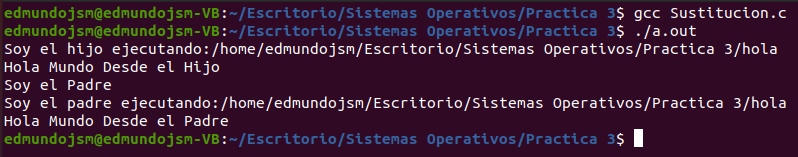 edmundojsm@edmundojsm-VB:~/Escritorio/Sistemas Operativos/Practica 3$ gcc Sustitucion.c
edmundojsm@edmundojsm-VB:~/Escritorio/Sistemas Operativos/Practica 3$ ./a.out
Soy el hijo ejecutando:/home/edmundojsm/Escritorio/Sistemas Operativos/Practica 3/hola
Hola Mundo Desde el Hijo
Soy el Padre
Soy el padre ejecutando:/home/edmundojsm/Escritorio/Sistemas Operativos/Practica 3/hola
Hola Mundo Desde el Padre
edmundojsm@edmundojsm-VB:~/Escritorio/Sistemas Operativos/Practica 3$